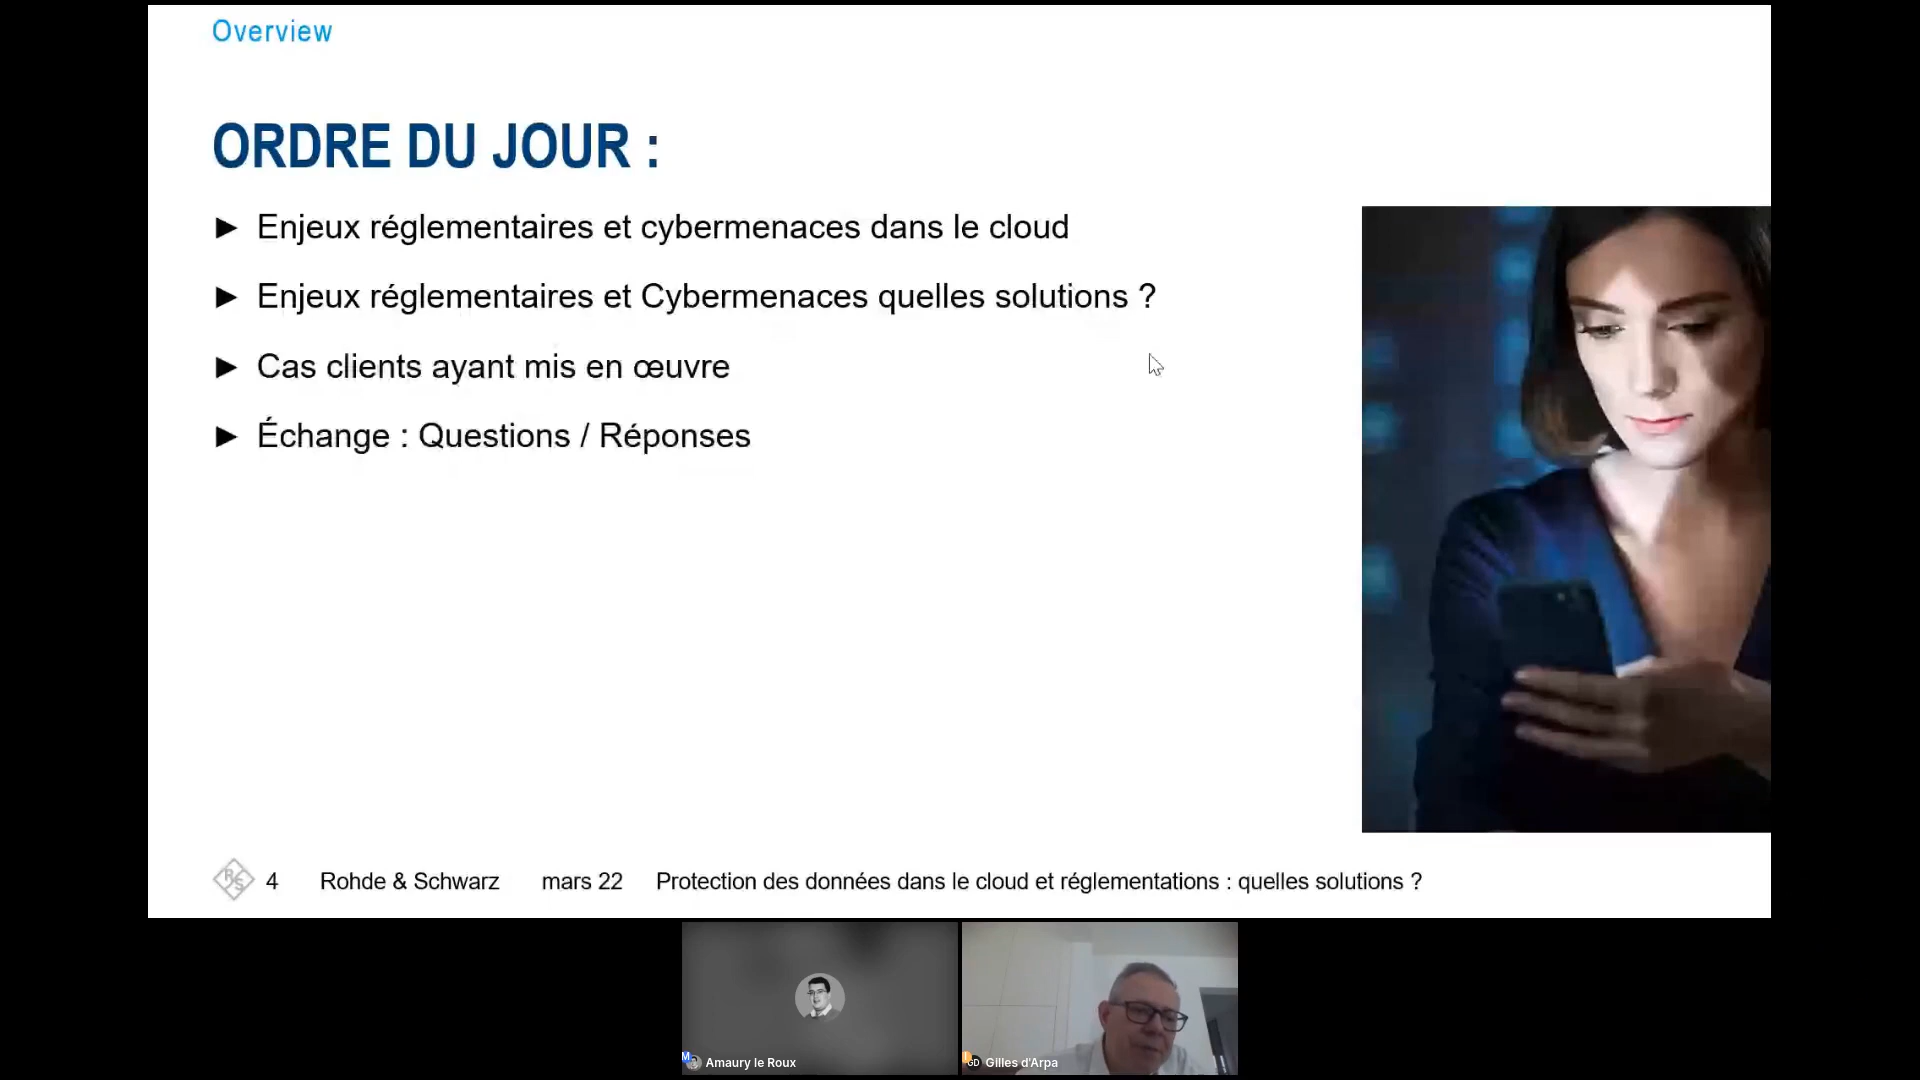 Overview
ORDRE DU JOUR :
► Enjeux réglementaires et cybermenaces dans le cloud
► Enjeux réglementaires et Cybermenaces quelles solutions ?
► Cas clients ayant mis en œuvre
► Échange : Questions / Réponses
RS 4 Rohde & Schwarz mars 22 Protection des données dans le cloud et réglementations : quelles solutions ?
M Amaury le Roux
GD Gilles d'Arpa